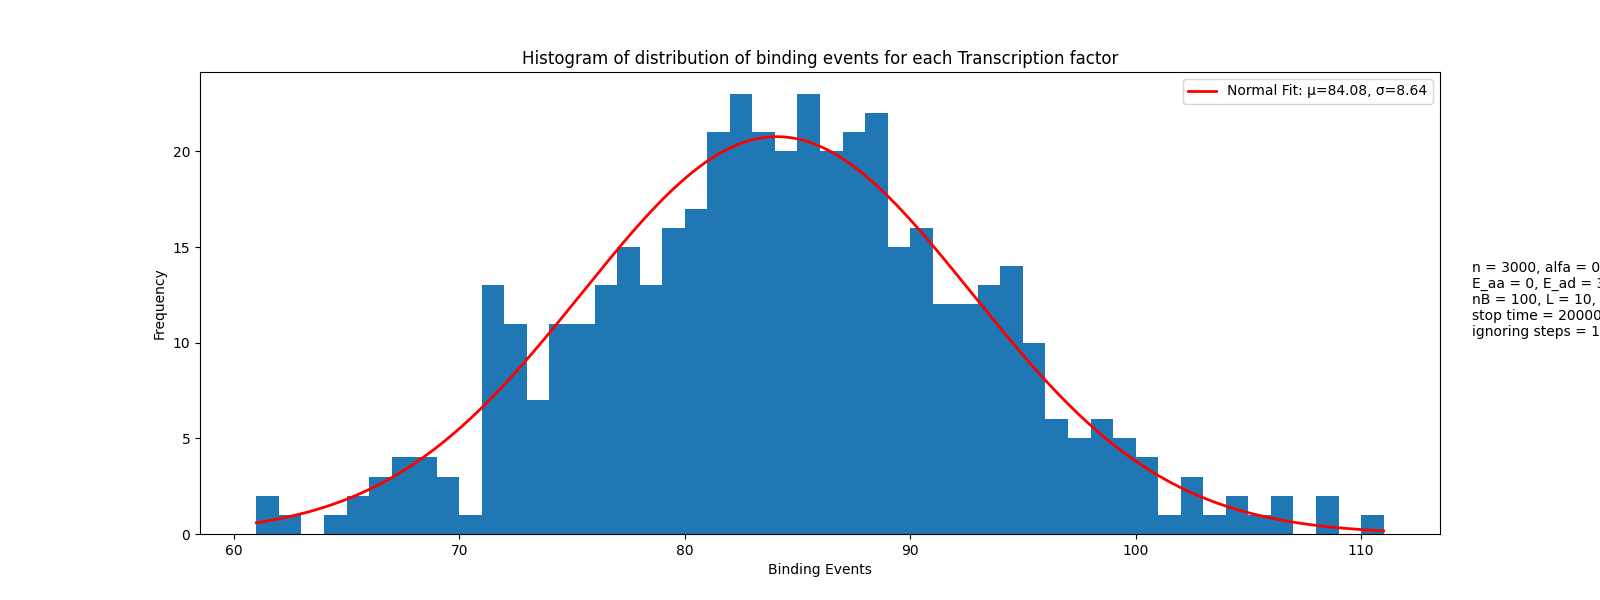 Histogram of distribution of binding events for each Transcription factor
Normal Fit: μ=84.08, σ=8.64
Frequency
20
15
10
5
0
60 70 80 90 100 110
Binding Events
n = 3000, alfa = 0
E_aa = 0, E_ad =
nB = 100, L = 10,
stop time = 20000
ignoring steps = 1